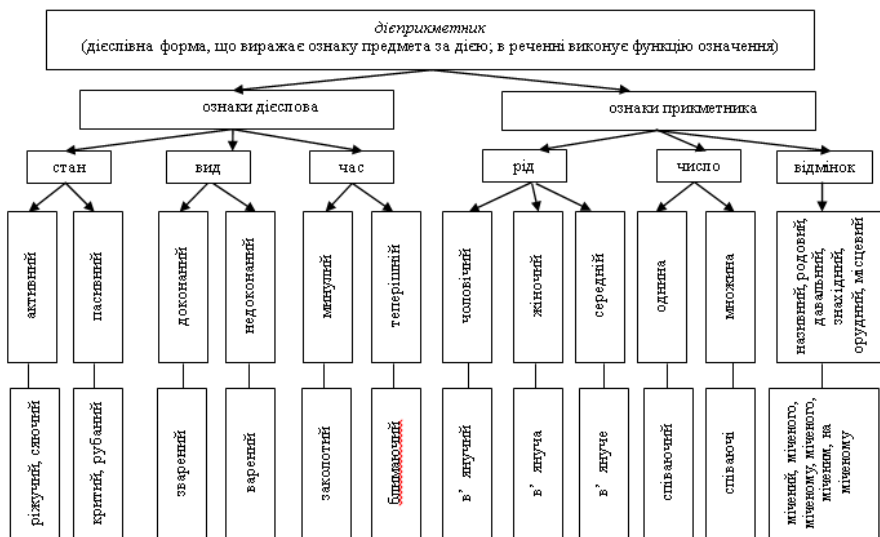 дієприкметник
(дієслівна форма, що виражає ознаку предмета за дією; в реченні виконує функцію означення)
ознаки дієслова
ознаки прикметника
стан
вид
час
рід
число
відмінок
активний
пасивний
доконаний
недоконаний
минулий
теперішній
чоловічий
жіночий
середній
однина
множина
називний, родовий,
давальний,
знахідний,
орудний, місцевий
ріжучий, сяючий
критий, рубаний
зварений
варений
заколотий
блимаючий
в’ янучий
в’ януча
в’ януче
співаючий
співаючі
мічений, міченого,
міченому, міченого,
міченим, на
міченому